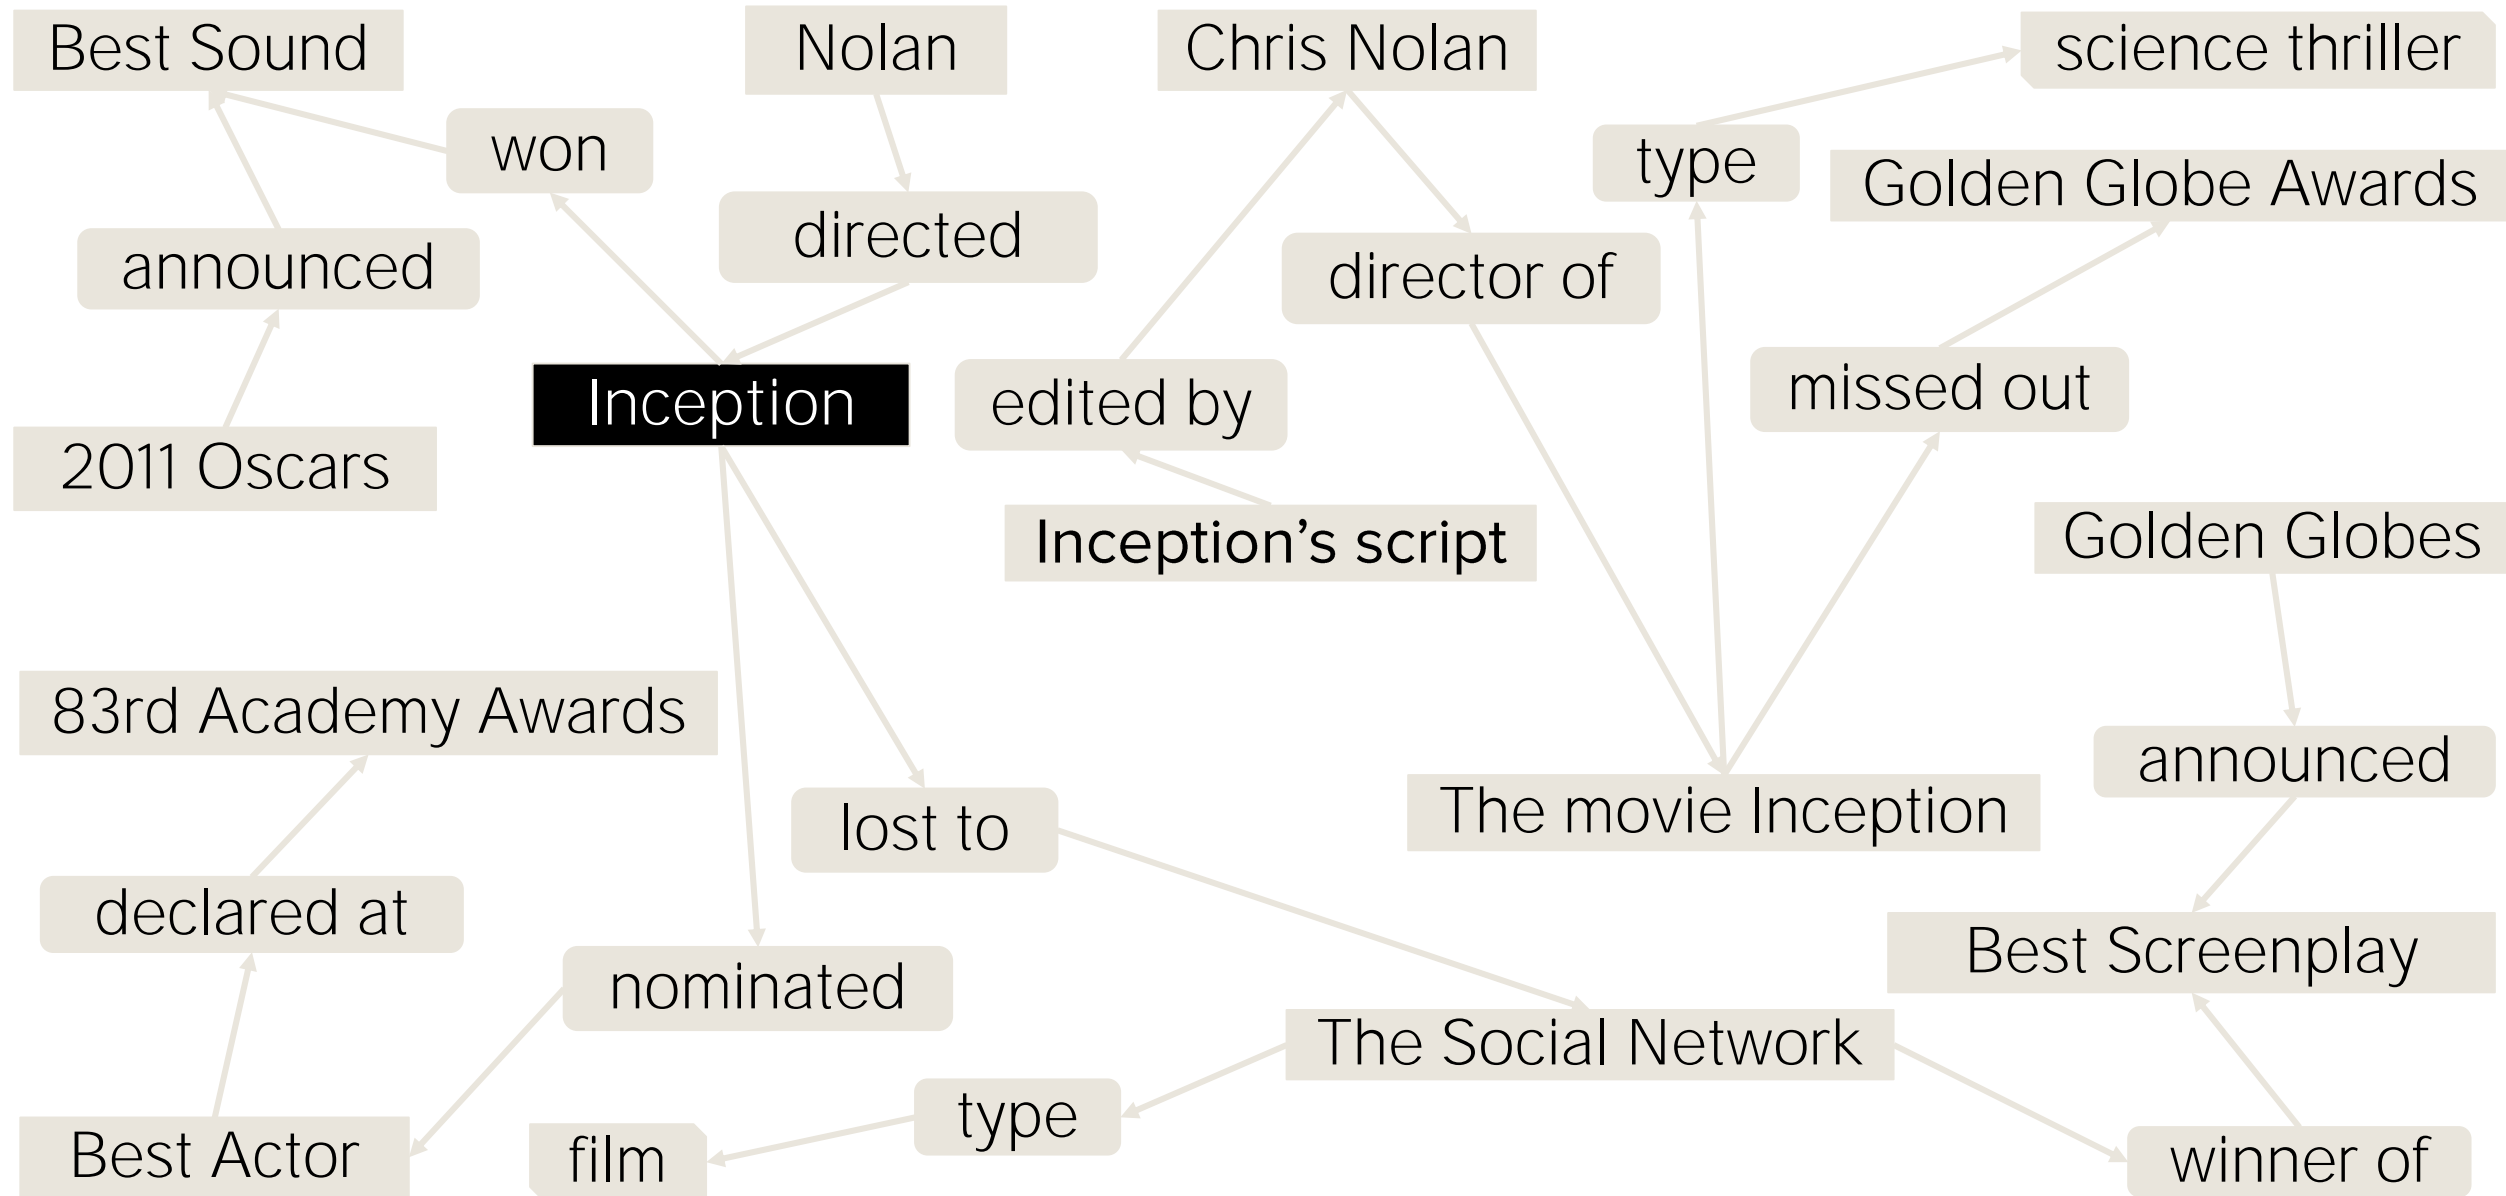 Best Sound
Nolan
Chris Nolan
science thriller
won
type
Golden Globe Awards
directed
announced
director of
Inception
edited by
missed out
2011 Oscars
Inception’s script
Golden Globes
83rd Academy Awards
announced
lost to
The movie Inception
declared at
Best Screenplay
nominated
The Social Network
type
Best Actor
film
winner of